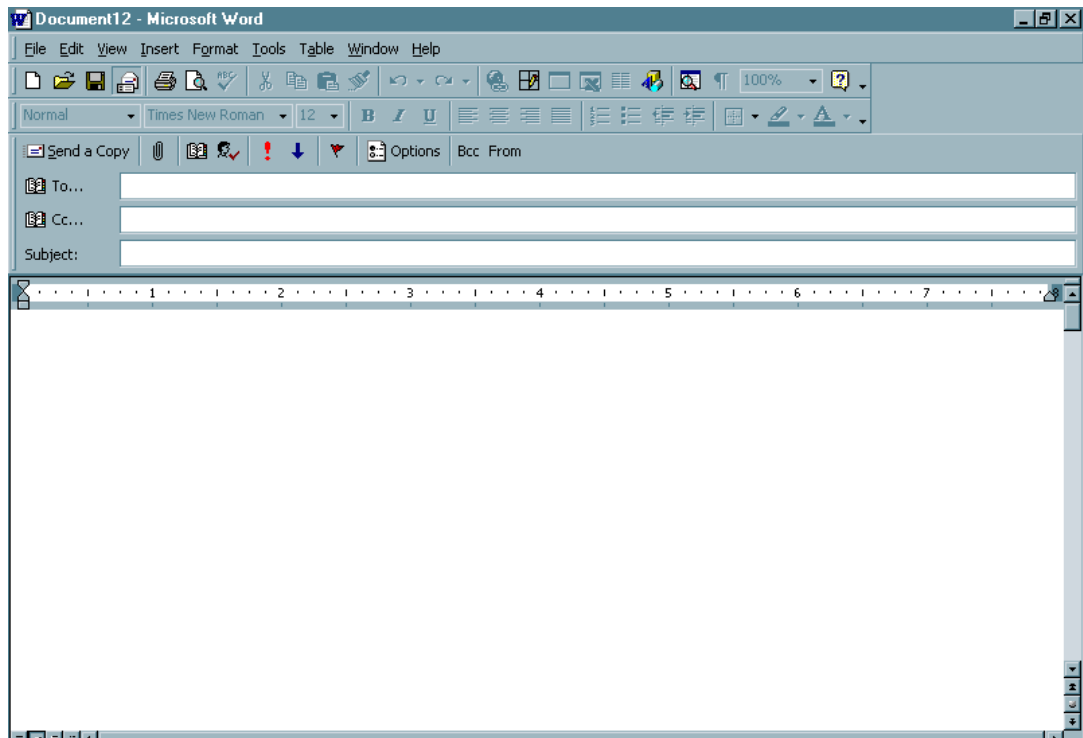 Document12 - Microsoft Word
File Edit View Insert Format Tools Table Window Help
ABC 100%
Normal Times New Roman 12 B I U A
Send a Copy Options Bcc From
To...
Cc...
Subject:
1 2 3 4 5 6 7 8